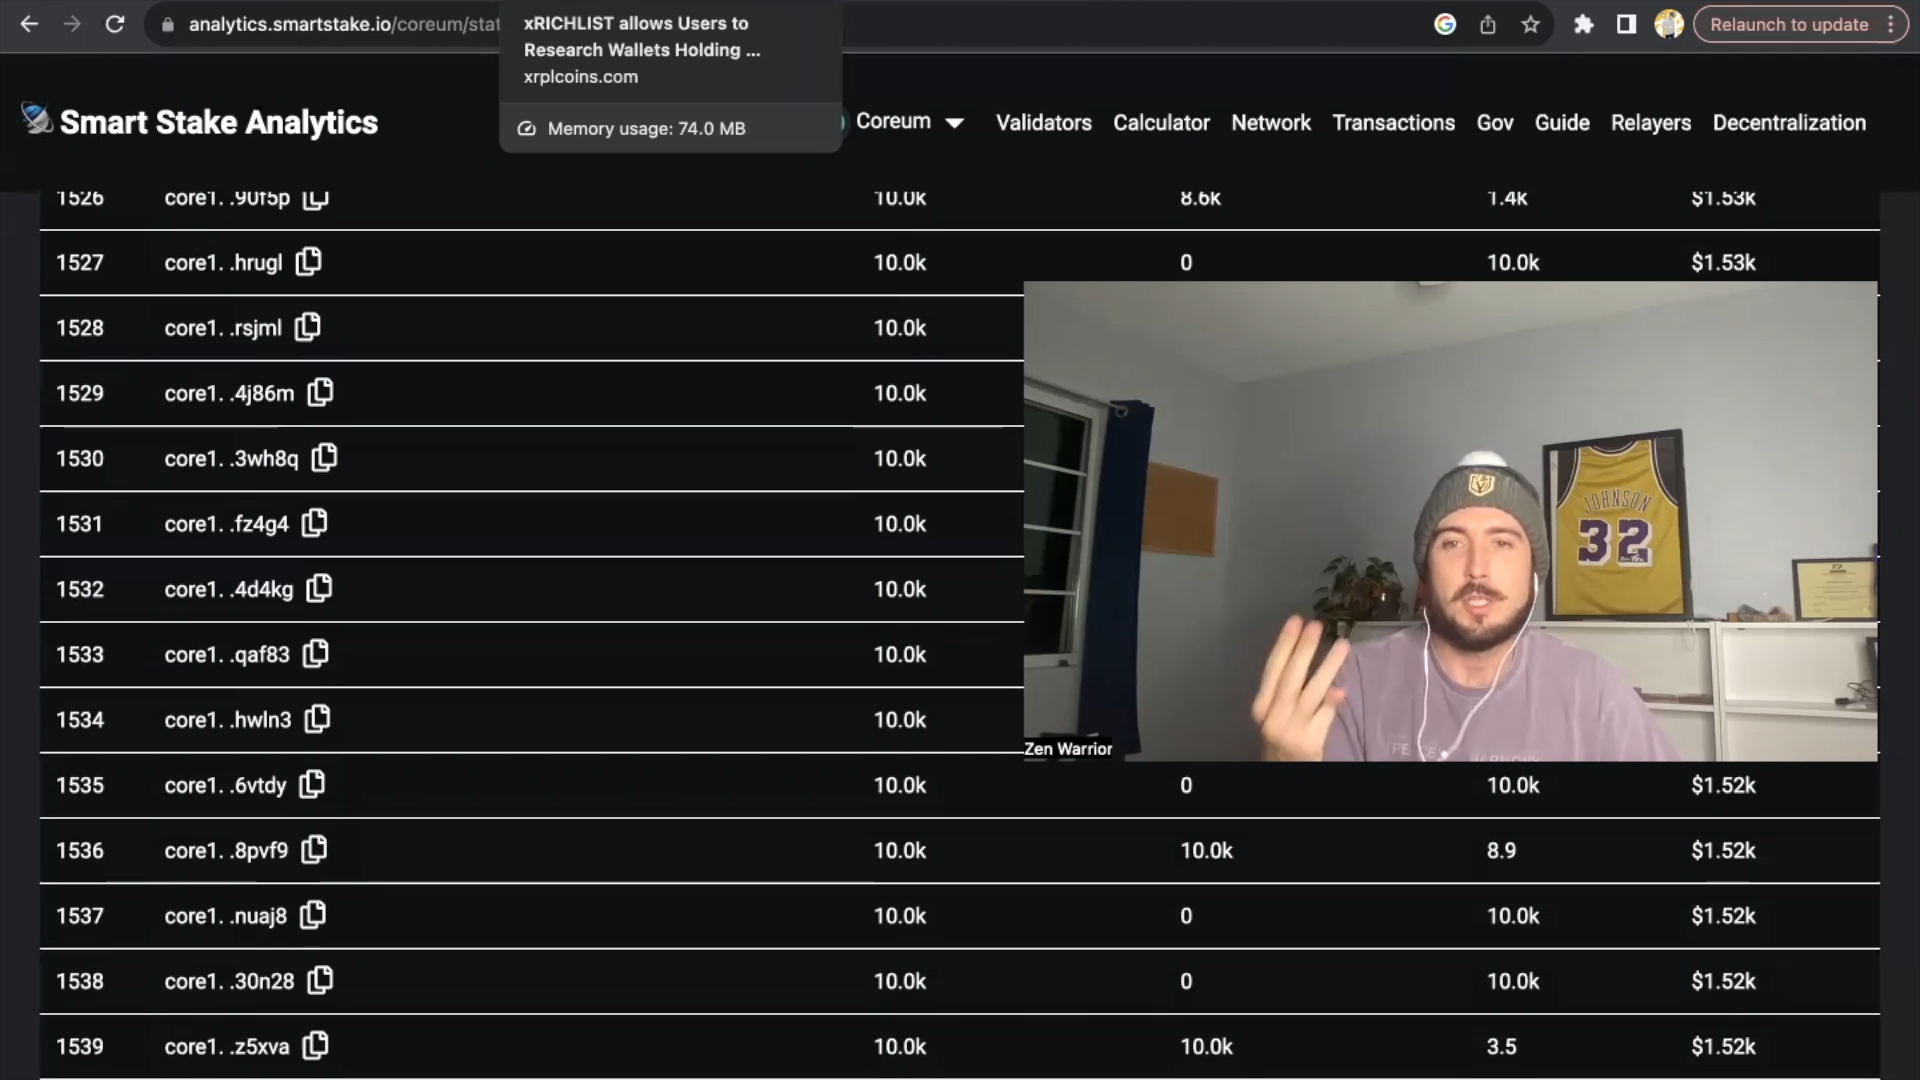 analytics.smartstake.io/coreum/stat
xRICHLIST allows Users to
Research Wallets Holding ...
xrplcoins.com
Memory usage: 74.0 MB
Relaunch to update
Smart Stake Analytics
Coreum
Validators
Calculator
Network
Transactions
Gov
Guide
Relayers
Decentralization
1526 core1. .90f5p 10.0k 8.6k 1.4k $1.53k
1527 core1. .hrugl 10.0k 0 10.0k $1.53k
1528 core1. .rsjml 10.0k
1529 core1. .4j86m 10.0k
1530 core1. .3wh8q 10.0k
1531 core1. .fz4g4 10.0k
1532 core1. .4d4kg 10.0k
1533 core1. .qaf83 10.0k
1534 core1. .hwln3 10.0k
JOHNSON
32
Zen Warrior
1535 core1. .6vtdy 10.0k 0 10.0k $1.52k
1536 core1. .8pvf9 10.0k 10.0k 8.9 $1.52k
1537 core1. .nuaj8 10.0k 0 10.0k $1.52k
1538 core1. .30n28 10.0k 0 10.0k $1.52k
1539 core1. .z5xva 10.0k 10.0k 3.5 $1.52k